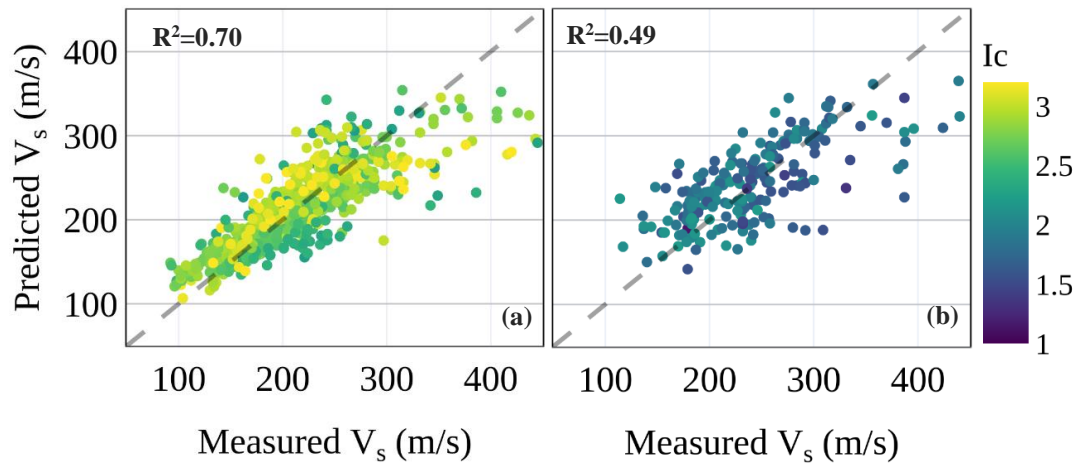 R²=0.70
R²=0.49
Predicted Vₛ (m/s)
400
300
200
100
(a)
(b)
Ic
3
2.5
2
1.5
1
100 200 300 400
100 200 300 400
Measured Vₛ (m/s)
Measured Vₛ (m/s)